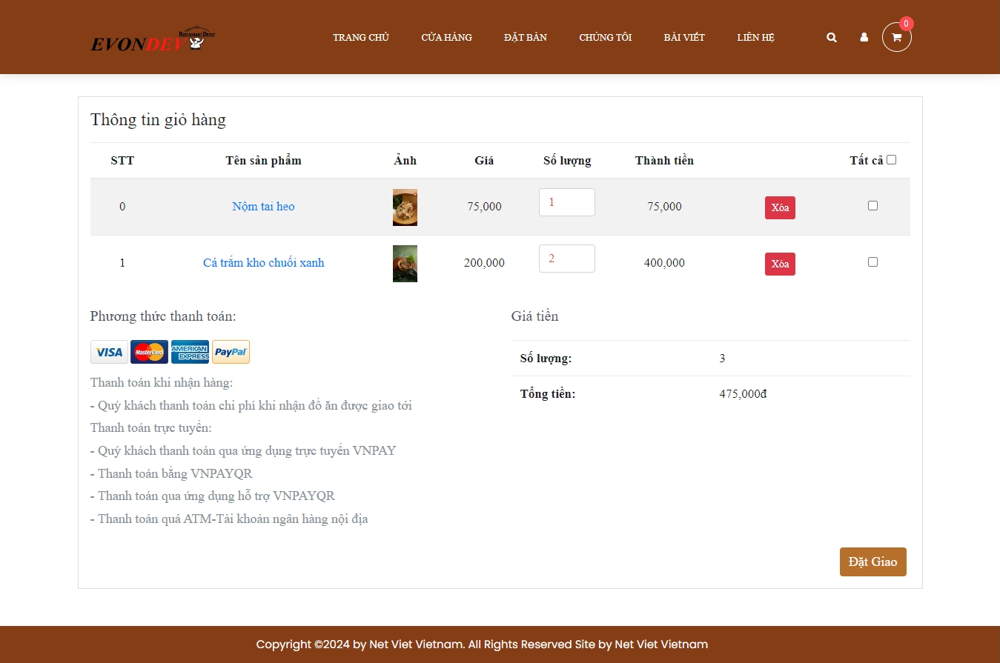 EVONDEV RESTAURANT DEPOT
TRANG CHỦ CỬA HÀNG ĐẶT BÀN CHÚNG TÔI BÀI VIẾT LIÊN HỆ 0
Thông tin giỏ hàng
STT Tên sản phẩm Ảnh Giá Số lượng Thành tiền Tất cả
0 Nộm tai heo 75,000 1 75,000 Xóa
1 Cá trắm kho chuối xanh 200,000 2 400,000 Xóa
Phương thức thanh toán:
VISA MasterCard AMERICAN EXPRESS PayPal
Thanh toán khi nhận hàng:
- Quý khách thanh toán chi phí khi nhận đồ ăn được giao tới
Thanh toán trực tuyến:
- Quý khách thanh toán qua ứng dụng trực tuyến VNPAY
- Thanh toán bằng VNPAYQR
- Thanh toán qua ứng dụng hỗ trợ VNPAYQR
- Thanh toán quá ATM-Tài khoản ngân hàng nội địa
Giá tiền
Số lượng: 3
Tổng tiền: 475,000đ
Đặt Giao
Copyright ©2024 by Net Viet Vietnam. All Rights Reserved Site by Net Viet Vietnam